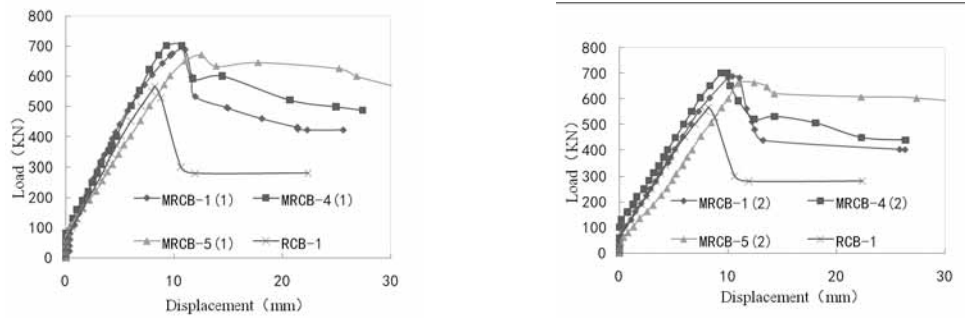 800
700
600
500
400
300
200
100
0
Load (KN)
MRCB-1(1) MRCB-4(1)
MRCB-5(1) RCB-1
0 10 20 30
Displacement (mm)
800
700
600
500
400
300
200
100
0
Load (KN)
MRCB-1(2) MRCB-4(2)
MRCB-5(2) RCB-1
0 10 20 30
Displacement (mm)